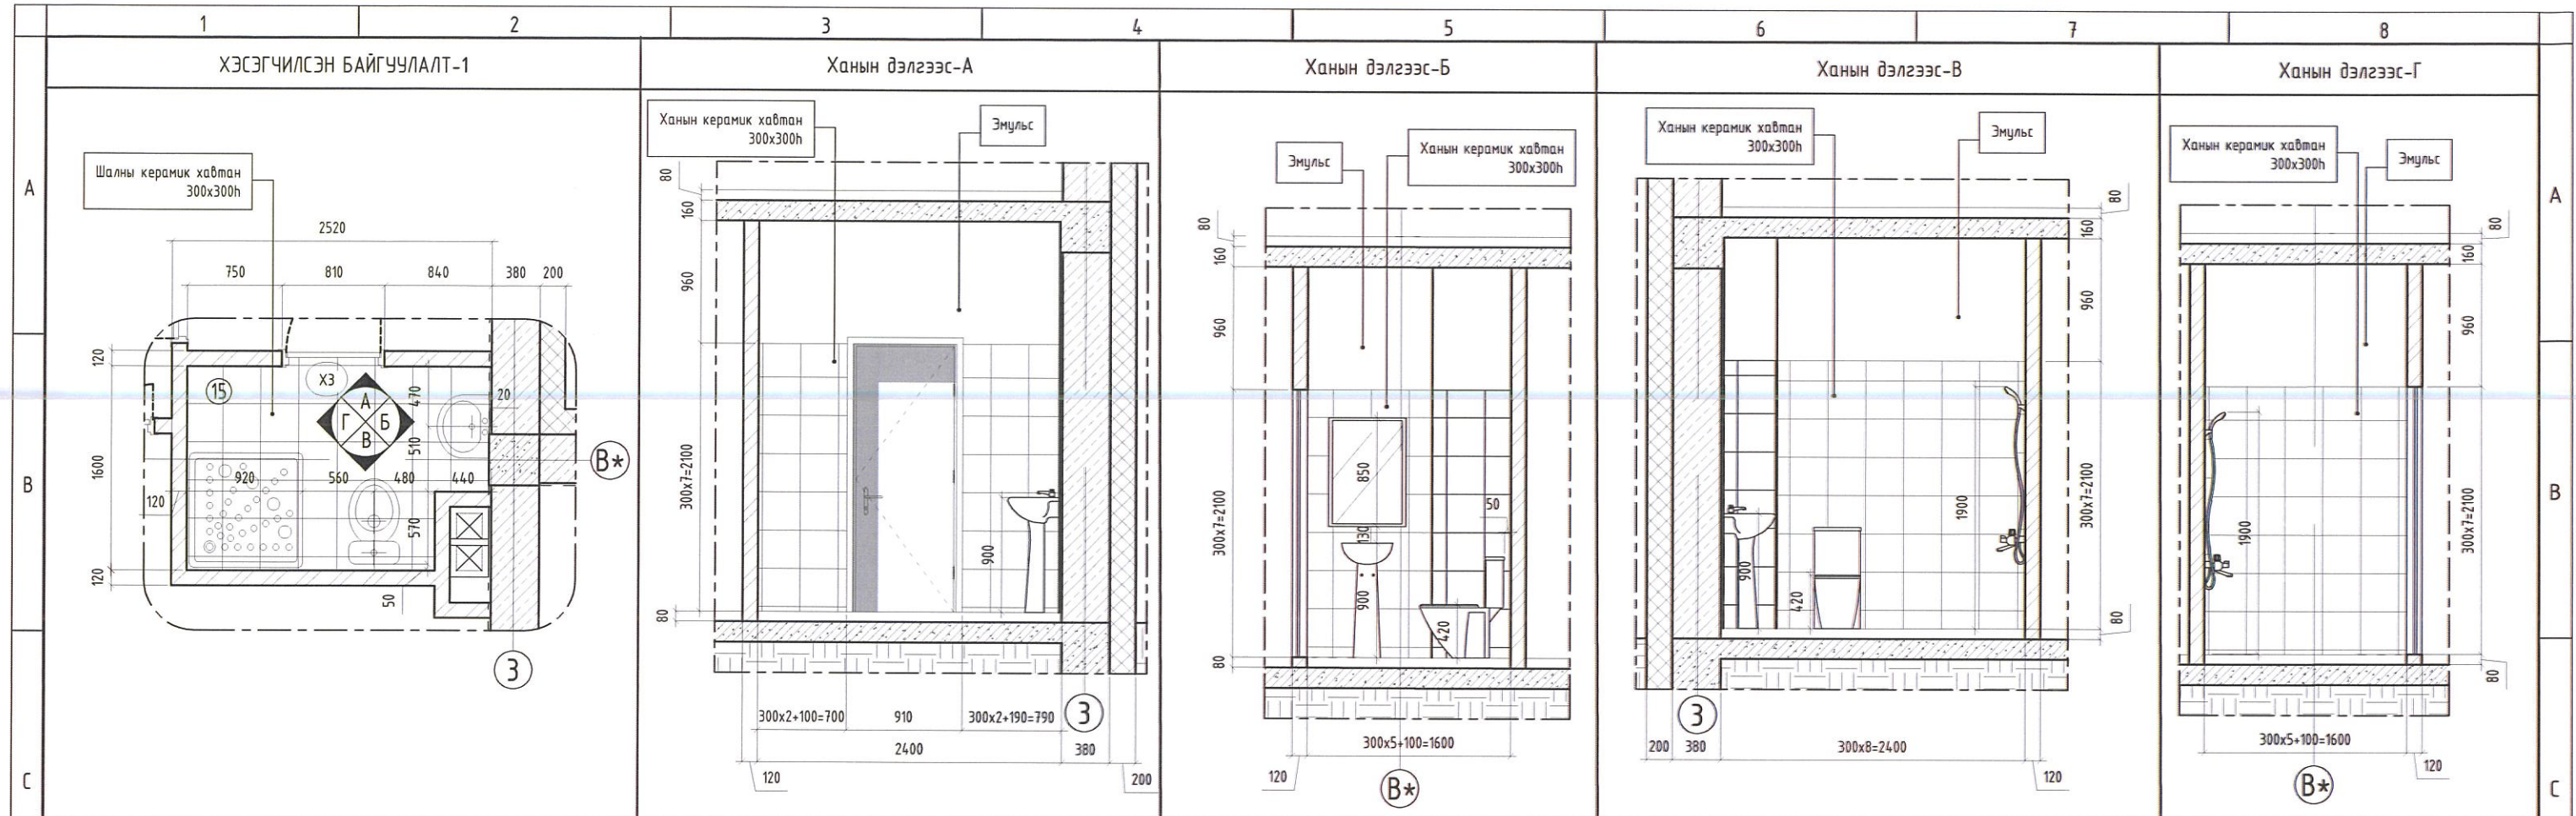 1 2 3 4 5 6 7 8
ХЭСЭГЧИЛСЭН БАЙГУУЛАЛТ-1
Ханын дэлгээс-А
Ханын дэлгээс-Б
Ханын дэлгээс-В
Ханын дэлгээс-Г
A
B
C
Шалны керамик хавтан
300x300h
2520
750 810 840 380 200
120
1600
120
120
15
ХЗ
А
Г Б
В
470
20
510
920 560 480 440
570
50
В*
3
Ханын керамик хавтан
300x300h
Эмульс
80
160
960
300x7=2100
80
900
300x2+100=700 910 300x2+190=790
3
2400 380
120
200
Эмульс
Ханын керамик хавтан
300x300h
80
160
960
300x7=2100
80
850
130
900
50
420
300x5+100=1600
120
В*
Ханын керамик хавтан
300x300h
Эмульс
80
160
960
300x7=2100
80
1900
900
420
3
200 380 300x8=2400
120
Ханын керамик хавтан
300x300h
Эмульс
80
160
960
300x7=2100
80
1900
300x5+100=1600
120
В*
A
B
C